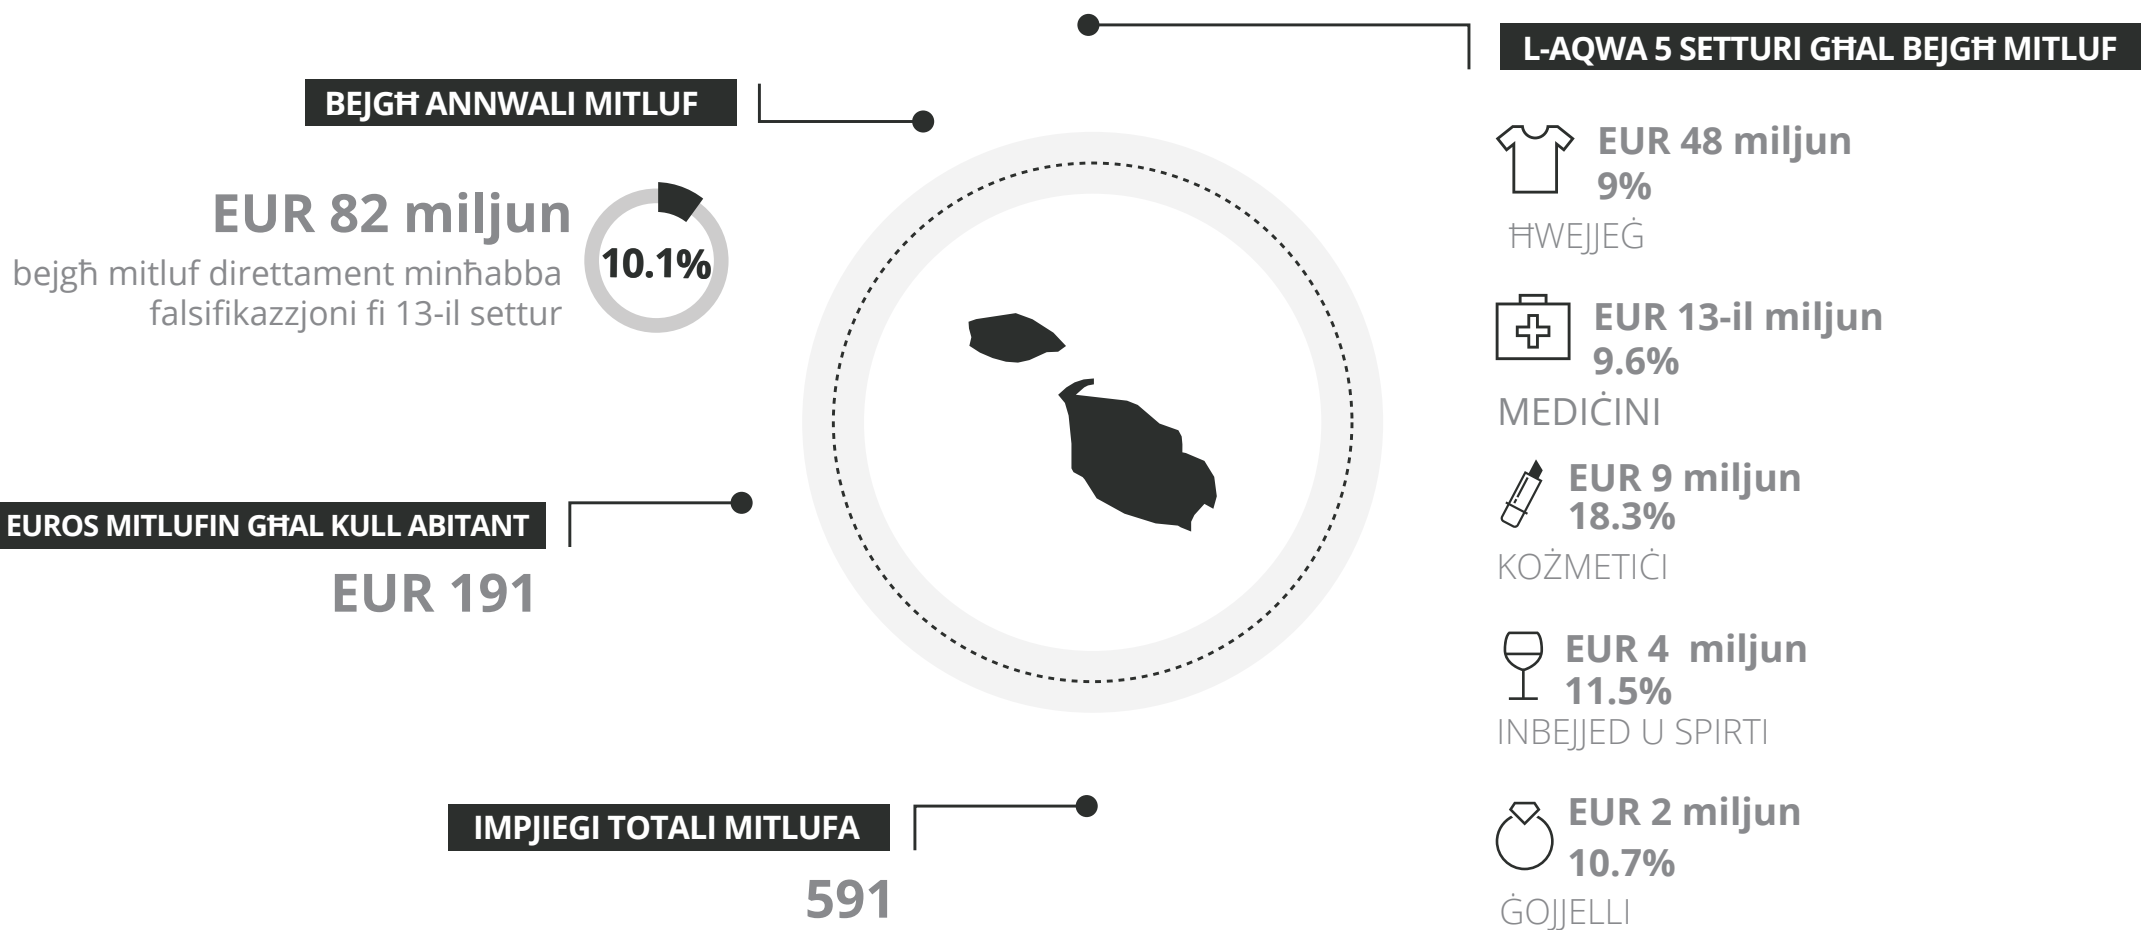 BEJGĦ ANNWALI MITLUF
EUR 82 miljun
10.1%
bejgħ mitluf direttament minħabba
falsifikazzjoni fi 13-il settur
EUROS MITLUFIN GĦAL KULL ABITANT
EUR 191
IMPJIEGI TOTALI MITLUFA
591
L-AQWA 5 SETTURI GĦAL BEJGĦ MITLUF
EUR 48 miljun
9%
ĦWEJJEĠ
EUR 13-il miljun
9.6%
MEDIĊINI
EUR 9 miljun
18.3%
KOŻMETIĊI
EUR 4 miljun
11.5%
INBEJJED U SPIRTI
EUR 2 miljun
10.7%
ĠOJJELLI